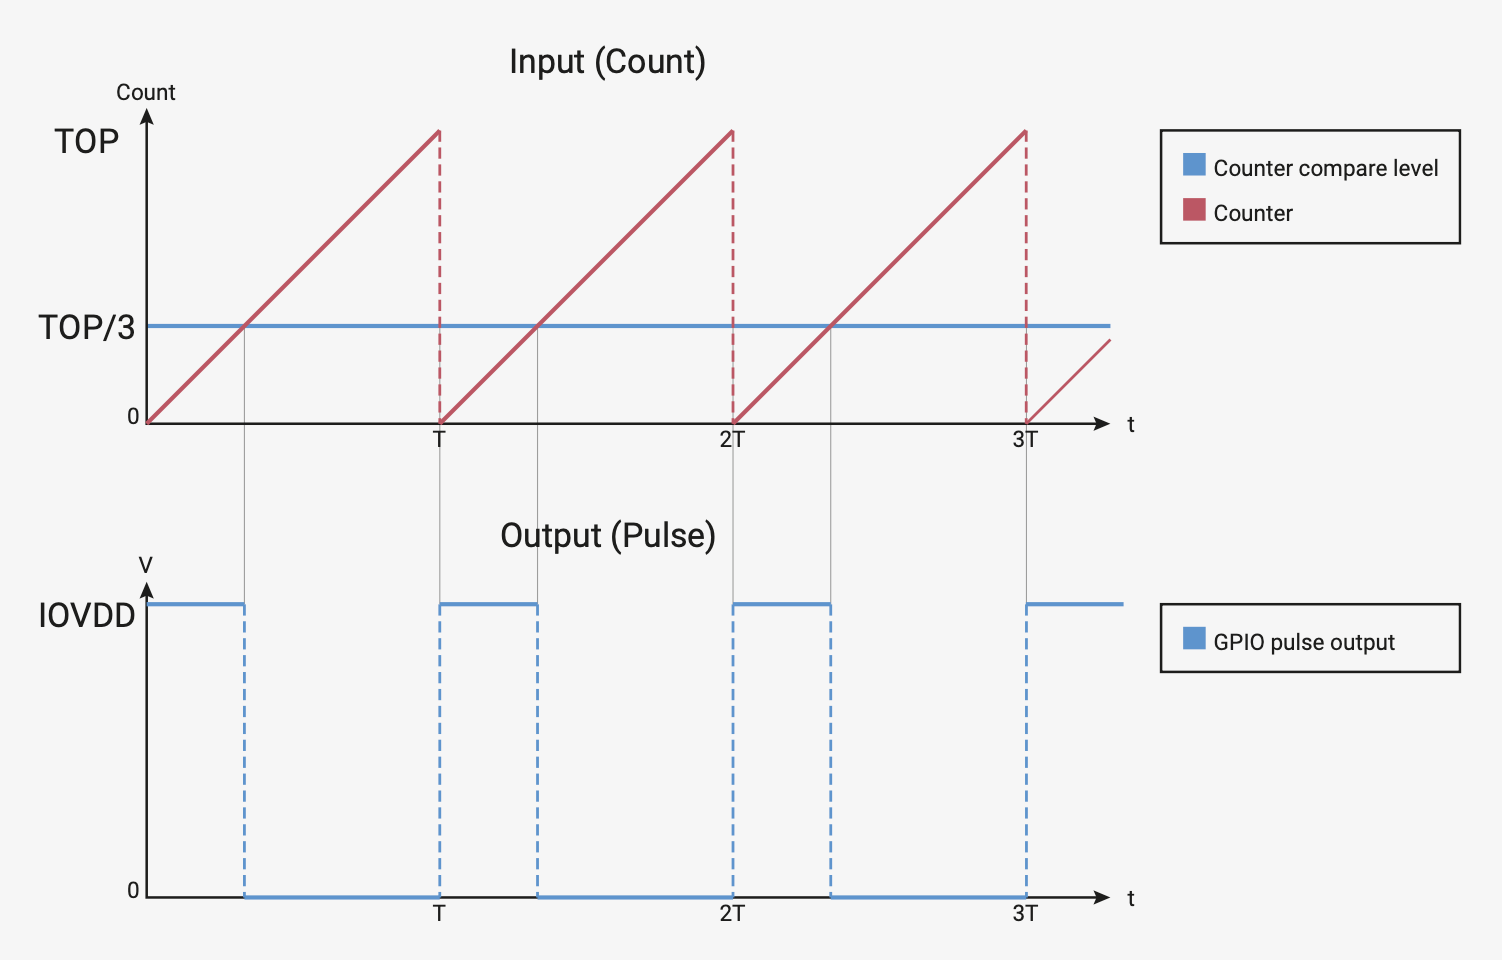 Input (Count)
Count
TOP
TOP/3
0
T
2T
3T
t
Counter compare level
Counter
Output (Pulse)
V
IOVDD
0
T
2T
3T
t
GPIO pulse output